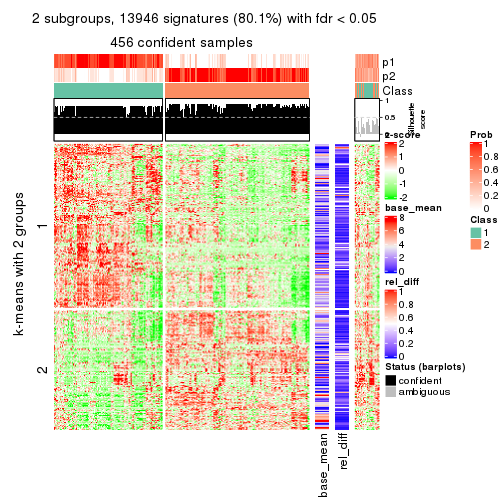 2 subgroups, 13946 signatures (80.1%) with fdr < 0.05
456 confident samples
p1
p2
Class
1
0.5
0
Silhouette
score
k-means with 2 groups
1
2
base_mean
rel_diff
z-score
2
1
0
-1
-2
base_mean
8
6
4
2
0
rel_diff
1
0.8
0.6
0.4
0.2
0
Status (barplots)
confident
ambiguous
Prob
1
0.8
0.6
0.4
0.2
0
Class
1
2